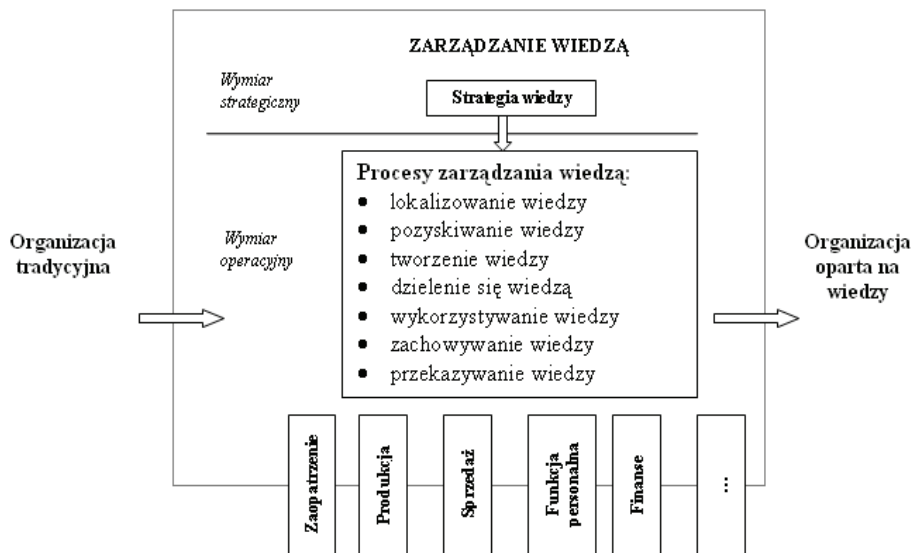 ZARZĄDZANIE WIEDZĄ
Wymiar
strategiczny
Strategia wiedzy
Procesy zarządzania wiedzą:
● lokalizowanie wiedzy
● pozyskiwanie wiedzy
● tworzenie wiedzy
● dzielenie się wiedzą
● wykorzystywanie wiedzy
● zachowywanie wiedzy
● przekazywanie wiedzy
Organizacja
tradycyjna
Wymiar
operacyjny
Organizacja
oparta na
wiedzy
Zaopatrzenie
Produkcja
Sprzedaż
Funkcja
personalna
Finanse
...